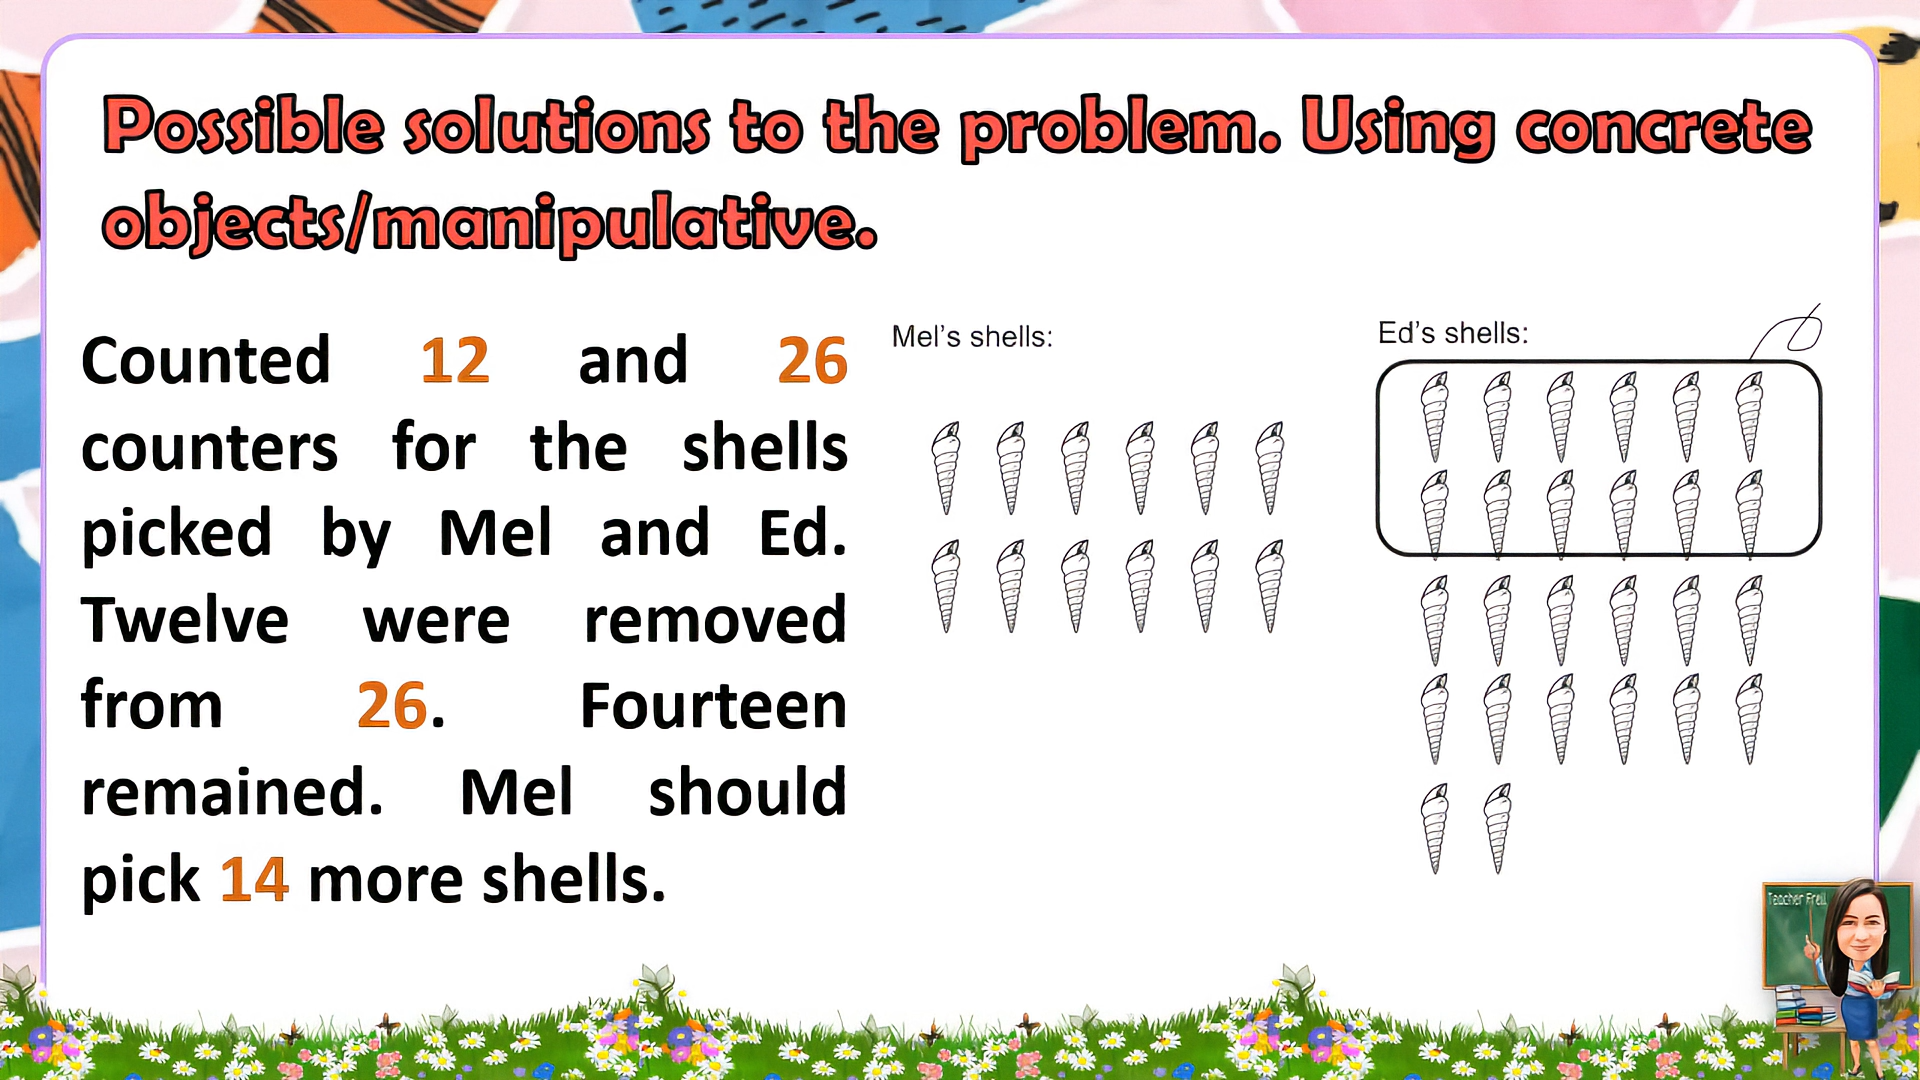 Possible solutions to the problem. Using concrete
objects/manipulative.
Counted 12 and 26
counters for the shells
picked by Mel and Ed.
Twelve were removed
from 26. Fourteen
remained. Mel should
pick 14 more shells.
Mel's shells:
Ed's shells:
Teacher Frell